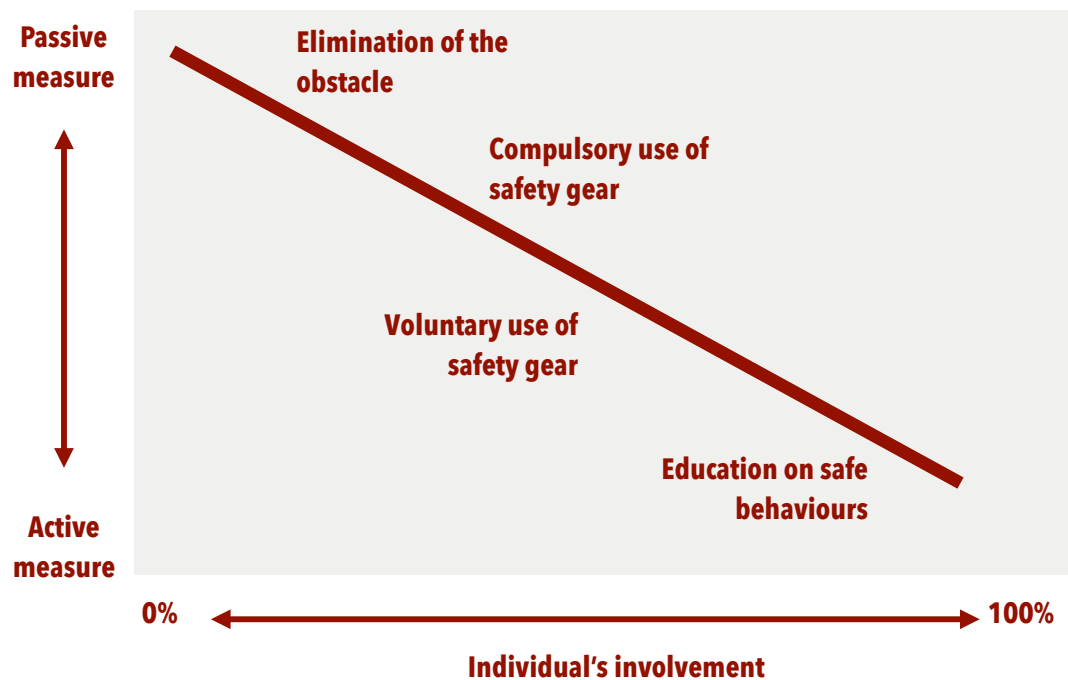 Passive
measure
Elimination of the
obstacle
Compulsory use of
safety gear
Voluntary use of
safety gear
Education on safe
behaviours
Active
measure
0%
100%
Individual’s involvement